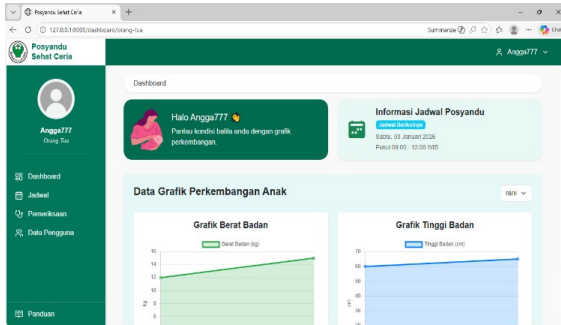 Posyandu Sehat Ceria
127.0.0.1:8000/dashboard/orang-tua
Summarize
Posyandu
Sehat Ceria
Angga777
Dashboard
Angga777
Orang Tua
Dashboard
Jadwal
Pemeriksaan
Data Pengguna
Panduan
Halo Angga777
Pantau kondisi balita anda dengan grafik
perkembangan.
Informasi Jadwal Posyandu
Jadwal Berikutnya
Sabtu, 03 Januari 2026
Pukul 09:00 - 12:00 WIB
Data Grafik Perkembangan Anak
rani
Grafik Berat Badan
Berat Badan (kg)
16
14
12
10
8
6
kg
Grafik Tinggi Badan
Tinggi Badan (cm)
70
60
50
40
30
20
cm